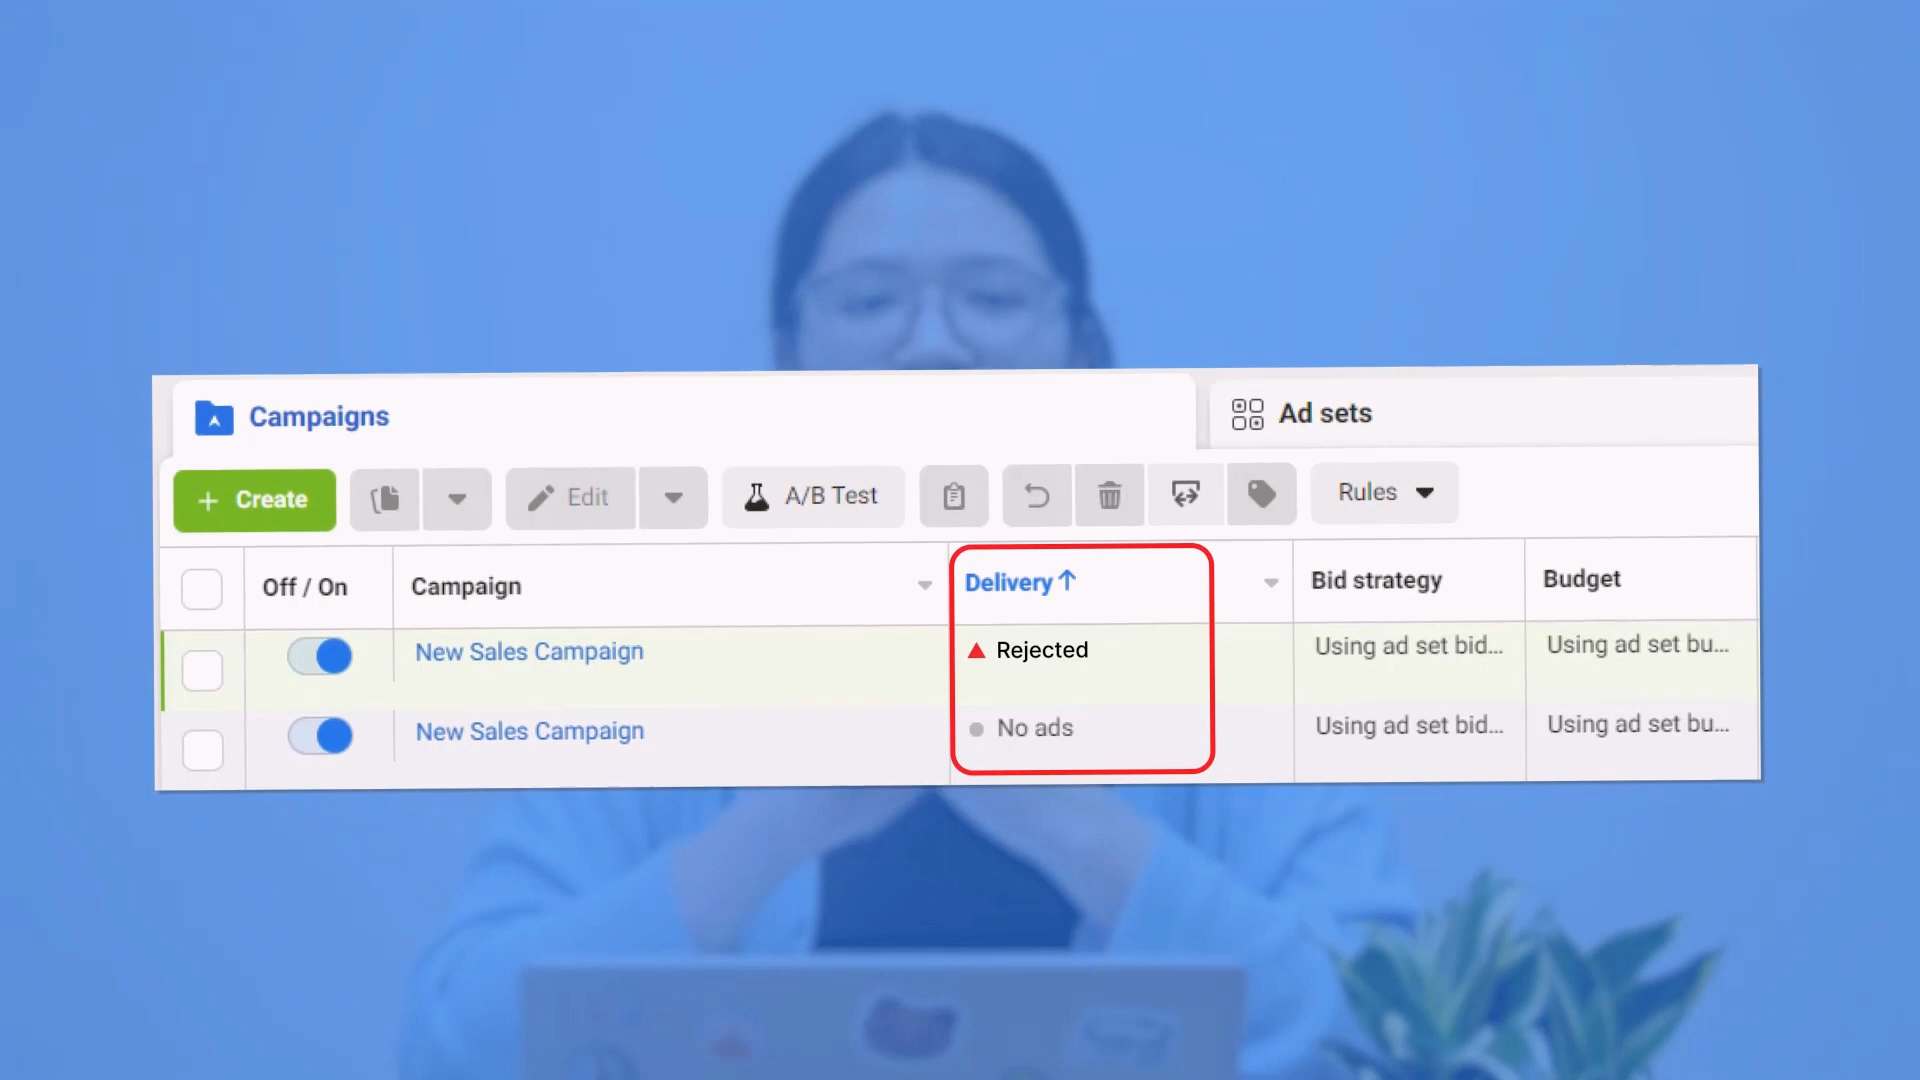 Campaigns
Ad sets
+ Create
Edit
A/B Test
Rules
Off / On
Campaign
Delivery↑
Bid strategy
Budget
New Sales Campaign
Rejected
Using ad set bid...
Using ad set bu...
New Sales Campaign
No ads
Using ad set bid...
Using ad set bu...